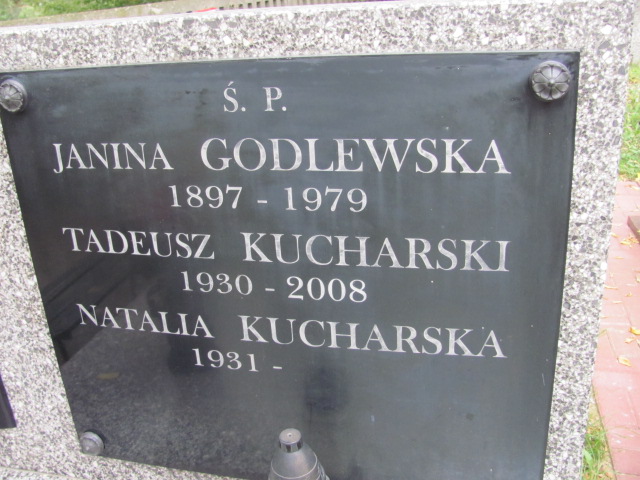 Ś. P.
JANINA GODLEWSKA
1897 - 1979
TADEUSZ KUCHARSKI
1930 - 2008
NATALIA KUCHARSKA
1931 -